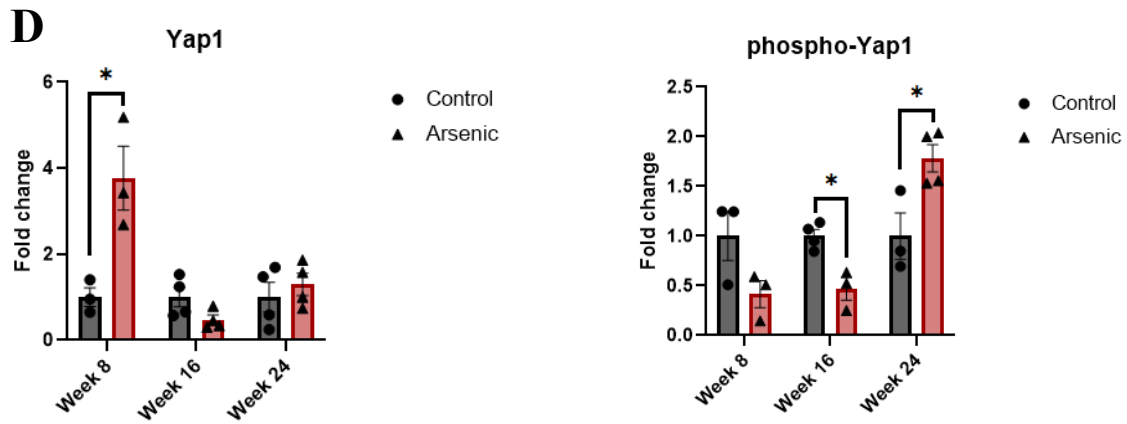 D
Yap1
*
6
4
2
0
Fold change
Week 8
Week 16
Week 24
Control
Arsenic
phospho-Yap1
*
*
2.5
2.0
1.5
1.0
0.5
0.0
Fold change
Week 8
Week 16
Week 24
Control
Arsenic